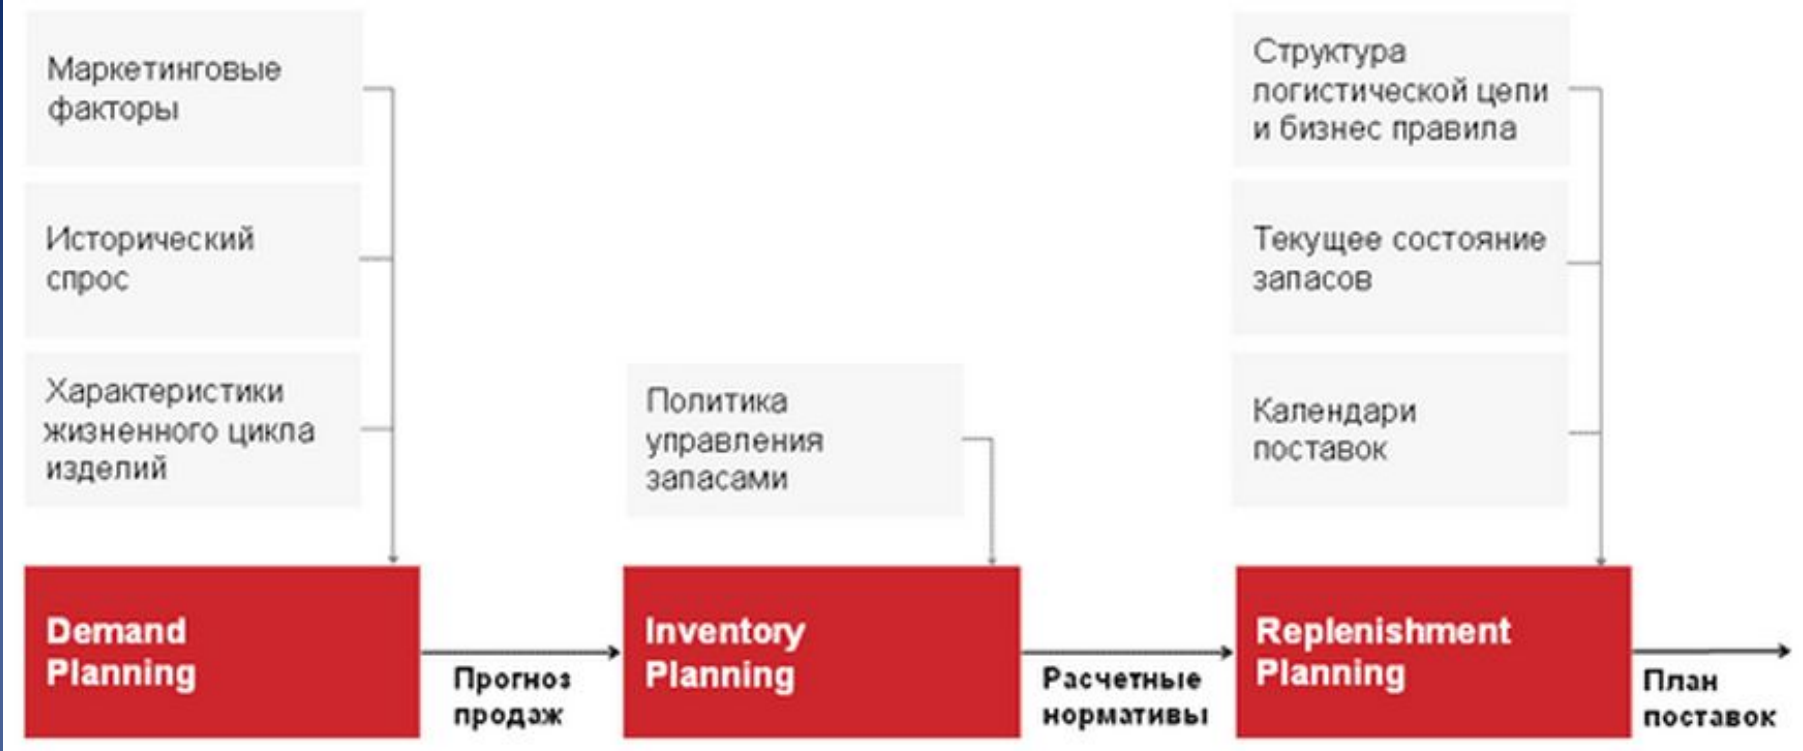 Маркетинговые
факторы
Исторический
спрос
Характеристики
жизненного цикла
изделий
Demand
Planning
Прогноз
продаж
Политика
управления
запасами
Inventory
Planning
Расчетные
нормативы
Структура
логистической цепи
и бизнес правила
Текущее состояние
запасов
Календари
поставок
Replenishment
Planning
План
поставок